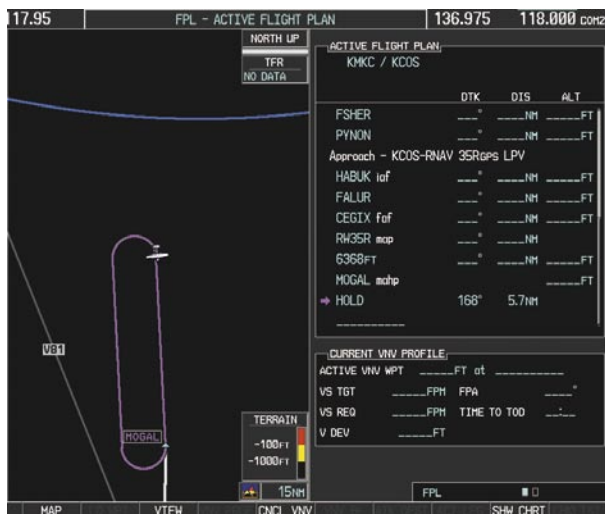 117.95 FPL – ACTIVE FLIGHT PLAN 136.975 118.000 COM2
NORTH UP
TFR
NO DATA
V81
MOGAL
TERRAIN
-100FT
-1000FT
15NM
ACTIVE FLIGHT PLAN
KMKC / KCOS
DTK DIS ALT
FSHER ___° ____NM _____FT
PYNON ___° ____NM _____FT
Approach – KCOS-RNAV 35RGPS LPV
HABUK iaf ___° ____NM _____FT
FALUR ___° ____NM _____FT
CEGIX faf ___° ____NM _____FT
RW35R map ___° ____NM
6368FT ___° ____NM _____FT
MOGAL mahp _____FT
HOLD 168° 5.7NM
__________
CURRENT VNV PROFILE
ACTIVE VNV WPT _____FT at __________
VS TGT _____FPM FPA ____°
VS REQ _____FPM TIME TO TOD __:__
V DEV _____FT
FPL
MAP VIEW CNCL VNV SHW CHRT